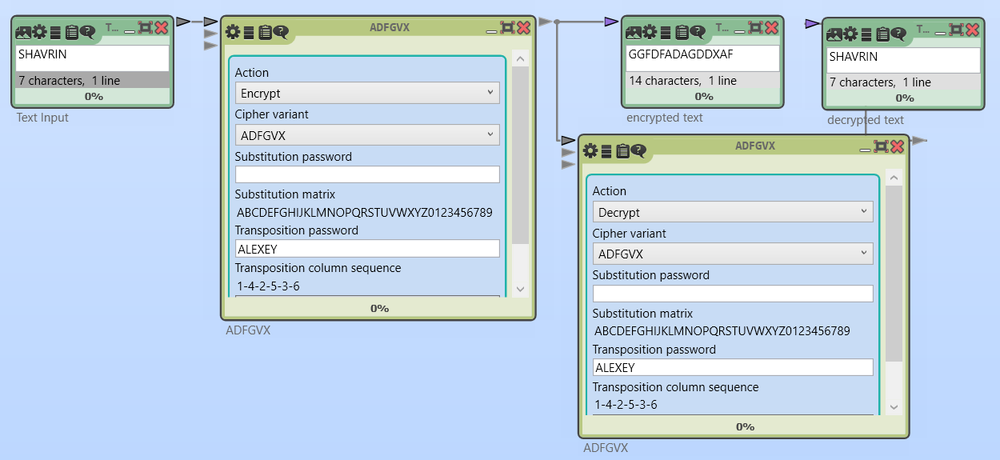 T...
SHAVRIN
7 characters, 1 line
0%
Text Input
ADFGVX
Action
Encrypt
Cipher variant
ADFGVX
Substitution password
Substitution matrix
ABCDEFGHIJKLMNOPQRSTUVWXYZ0123456789
Transposition password
ALEXEY
Transposition column sequence
1-4-2-5-3-6
0%
ADFGVX
T...
GGFDFADAGDDXAF
14 characters, 1 line
0%
encrypted text
T...
SHAVRIN
7 characters, 1 line
0%
decrypted text
ADFGVX
Action
Decrypt
Cipher variant
ADFGVX
Substitution password
Substitution matrix
ABCDEFGHIJKLMNOPQRSTUVWXYZ0123456789
Transposition password
ALEXEY
Transposition column sequence
1-4-2-5-3-6
0%
ADFGVX